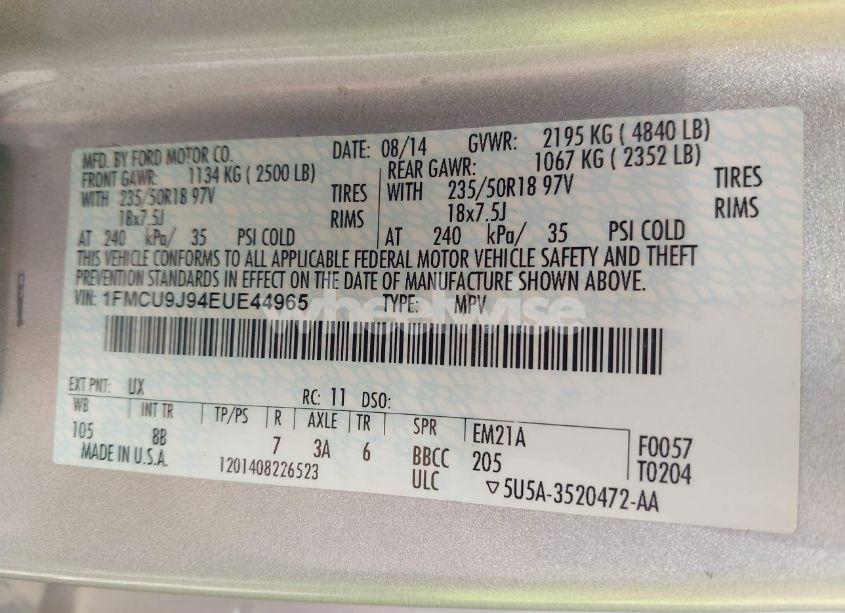 MFD. BY FORD MOTOR CO. DATE: 08/14 GVWR: 2195 KG ( 4840 LB)
FRONT GAWR: 1134 KG ( 2500 LB) REAR GAWR: 1067 KG ( 2352 LB)
WITH 235/50R18 97V TIRES WITH 235/50R18 97V TIRES
18x7.5J RIMS 18x7.5J RIMS
AT 240 kPa/ 35 PSI COLD AT 240 kPa/ 35 PSI COLD
THIS VEHICLE CONFORMS TO ALL APPLICABLE FEDERAL MOTOR VEHICLE SAFETY AND THEFT
PREVENTION STANDARDS IN EFFECT ON THE DATE OF MANUFACTURE SHOWN ABOVE.
VIN: 1FMCU9J94EUE44965 TYPE: MPV
wheelwise
EXT PNT: UX RC: 11 DSO:
WB INT TR TP/PS R AXLE TR SPR EM21A F0057
105 8B 7 3A 6 BBCC 205 T0204
MADE IN U.S.A. 1201408226523 ULC ▽5U5A-3520472-AA